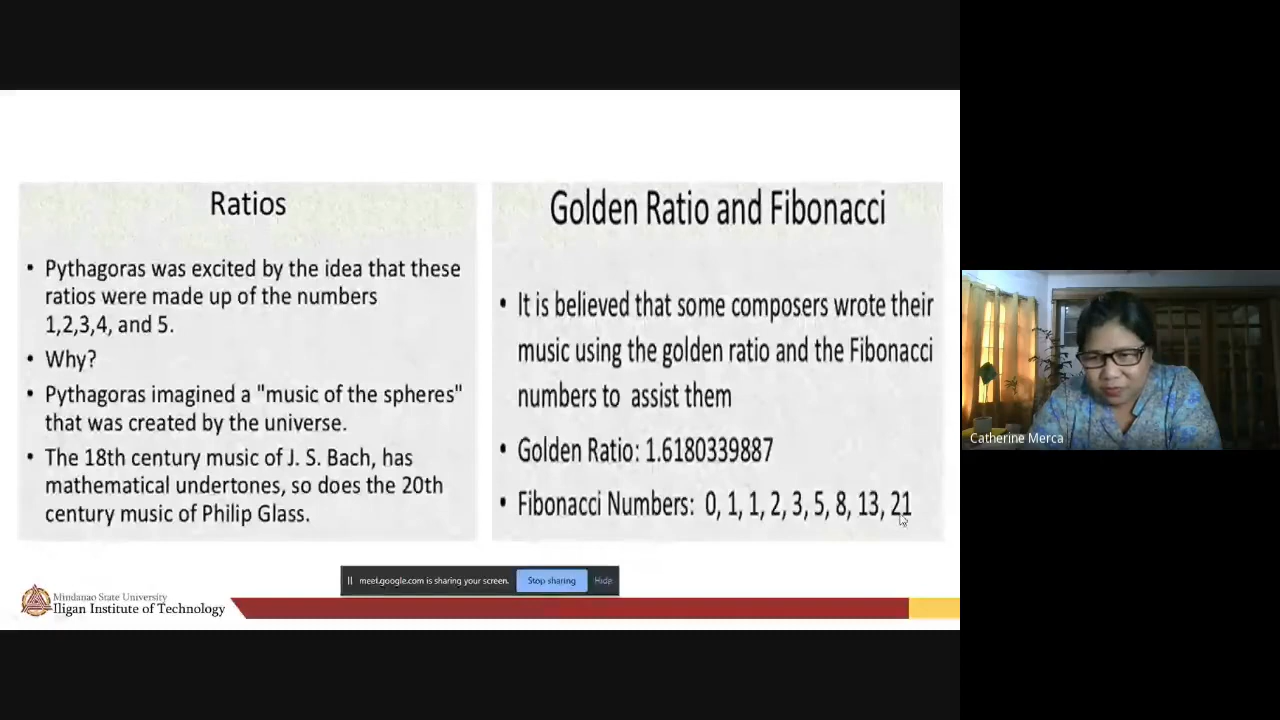 Ratios
• Pythagoras was excited by the idea that these
ratios were made up of the numbers
1,2,3,4, and 5.
• Why?
• Pythagoras imagined a "music of the spheres"
that was created by the universe.
• The 18th century music of J. S. Bach, has
mathematical undertones, so does the 20th
century music of Philip Glass.
Golden Ratio and Fibonacci
• It is believed that some composers wrote their
music using the golden ratio and the Fibonacci
numbers to assist them
• Golden Ratio: 1.6180339887
• Fibonacci Numbers: 0, 1, 1, 2, 3, 5, 8, 13, 21
meet.google.com is sharing your screen. Stop sharing Hide
Mindanao State University
Iligan Institute of Technology
Catherine Merca